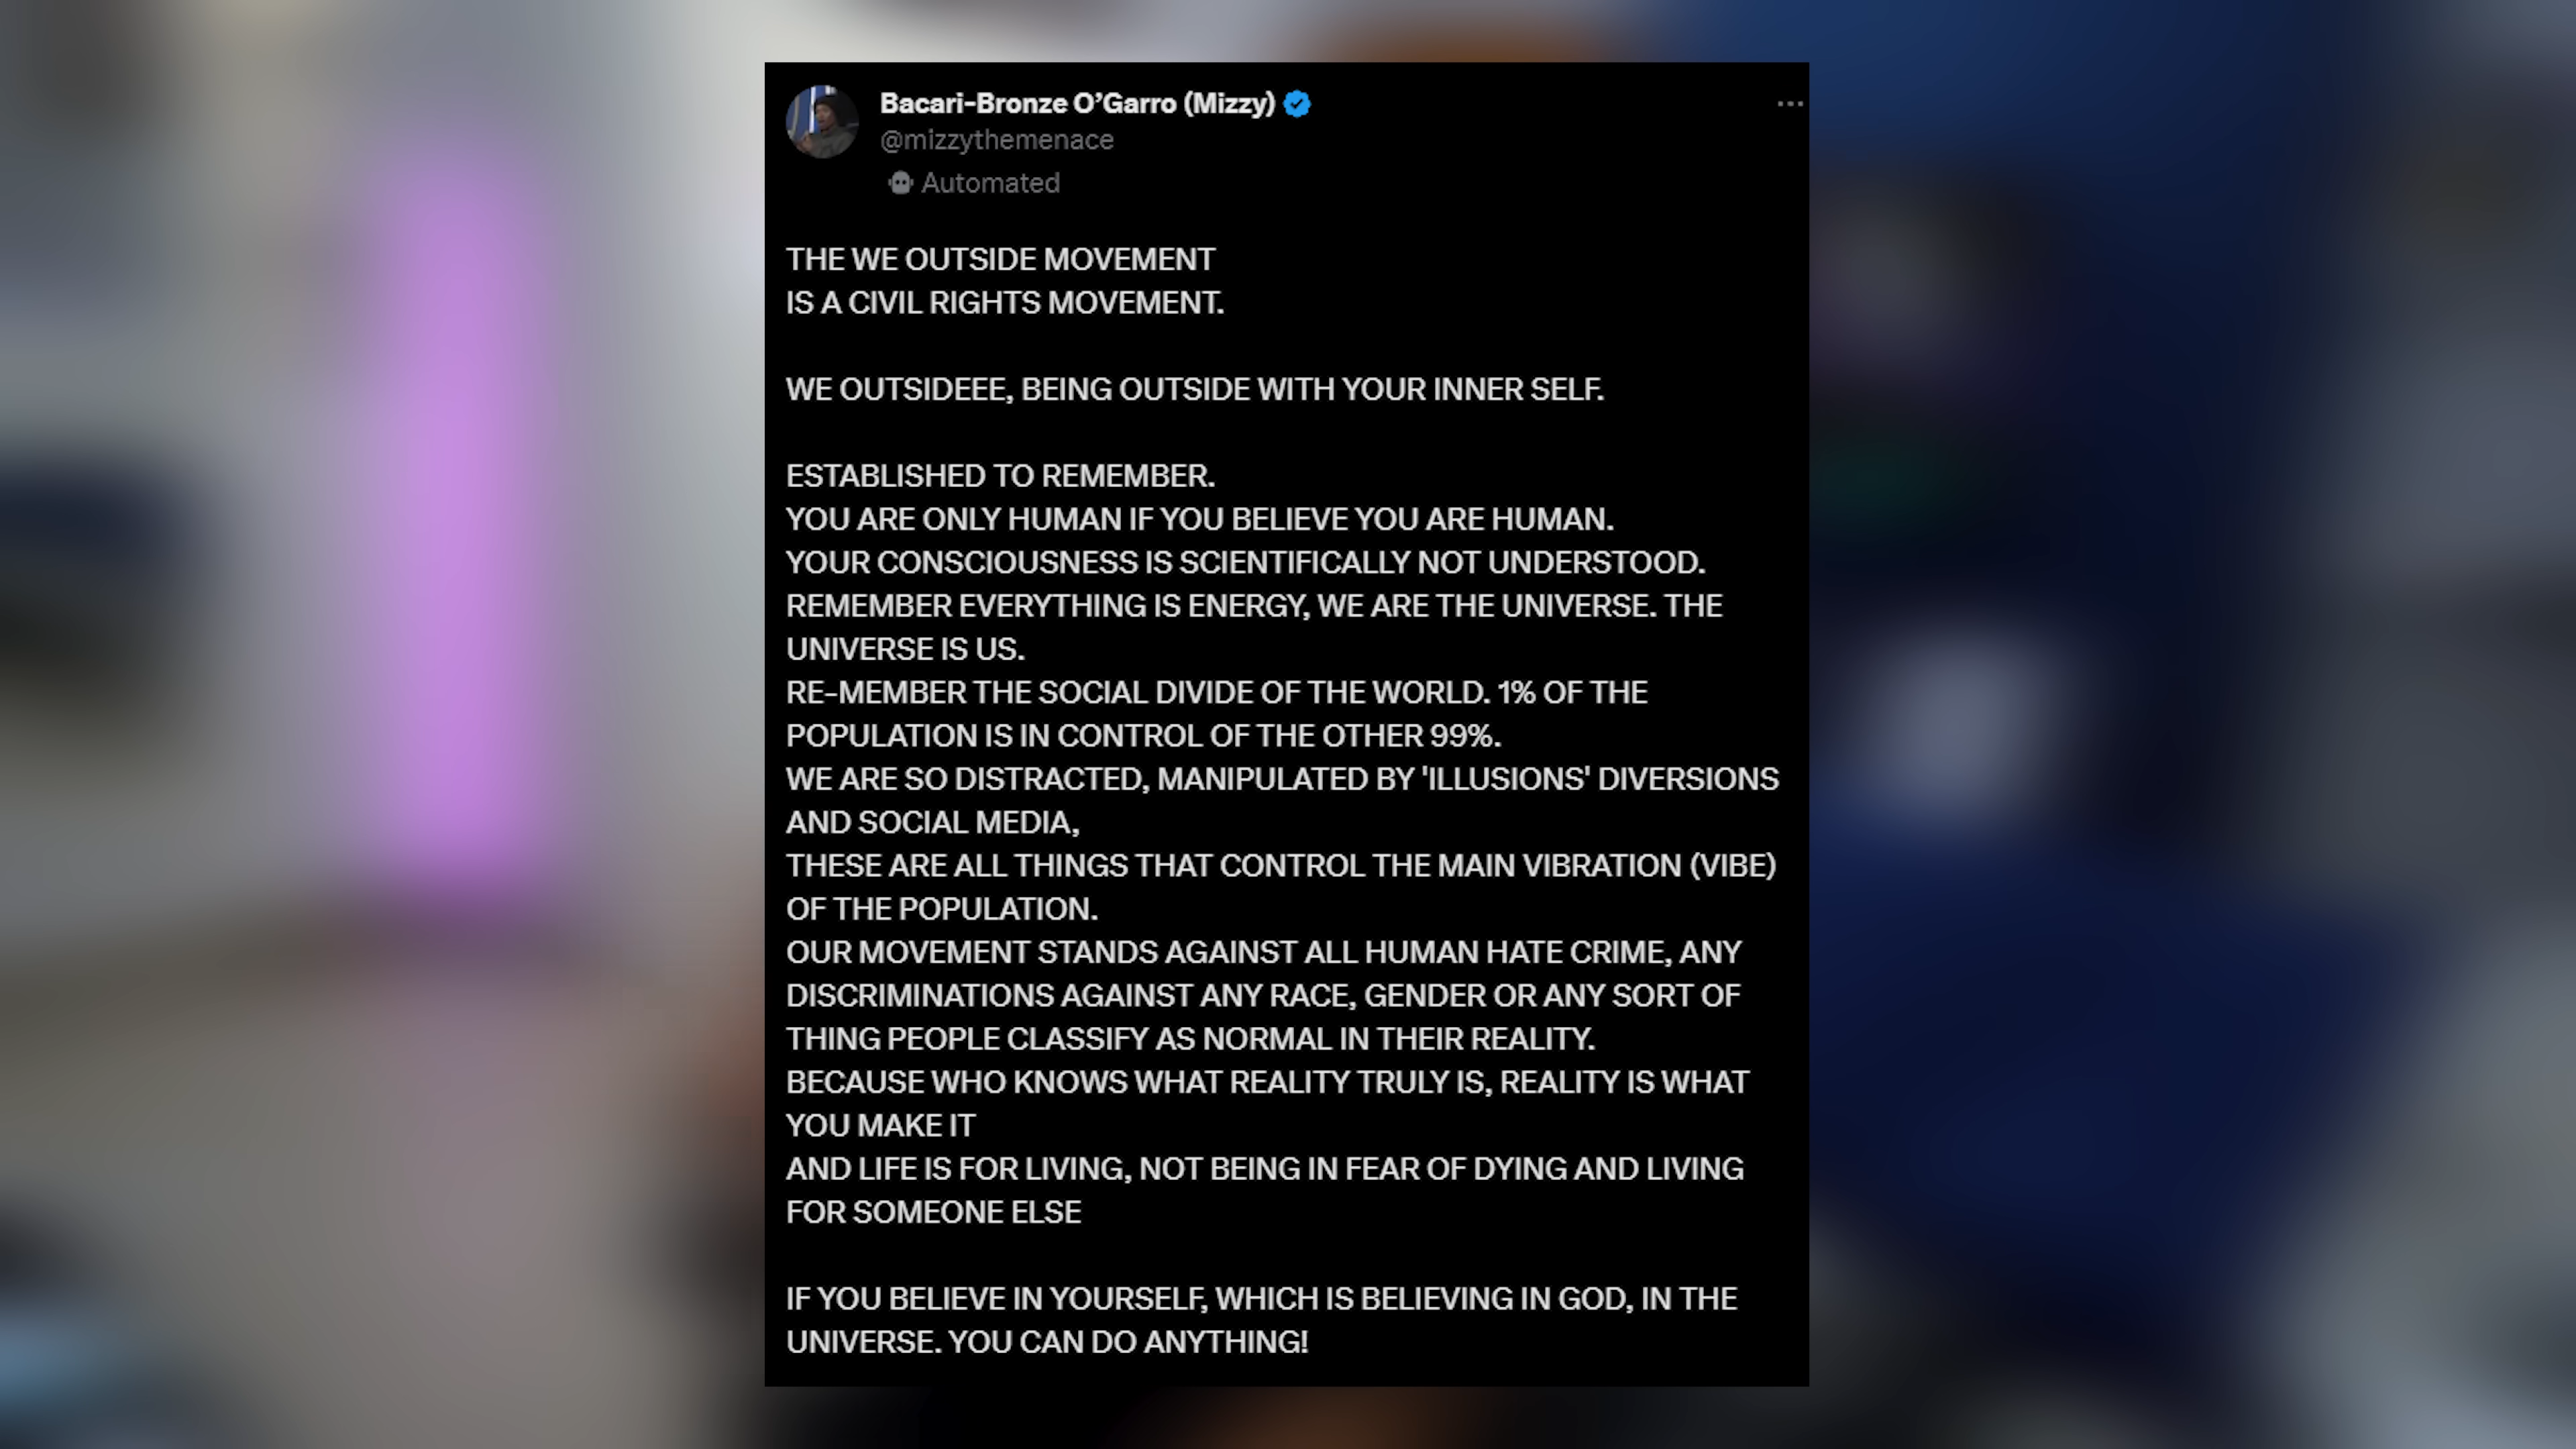 Bacari-Bronze O’Garro (Mizzy)
@mizzythemenace
Automated
THE WE OUTSIDE MOVEMENT
IS A CIVIL RIGHTS MOVEMENT.
WE OUTSIDEEE, BEING OUTSIDE WITH YOUR INNER SELF.
ESTABLISHED TO REMEMBER.
YOU ARE ONLY HUMAN IF YOU BELIEVE YOU ARE HUMAN.
YOUR CONSCIOUSNESS IS SCIENTIFICALLY NOT UNDERSTOOD.
REMEMBER EVERYTHING IS ENERGY, WE ARE THE UNIVERSE. THE
UNIVERSE IS US.
RE-MEMBER THE SOCIAL DIVIDE OF THE WORLD. 1% OF THE
POPULATION IS IN CONTROL OF THE OTHER 99%.
WE ARE SO DISTRACTED, MANIPULATED BY 'ILLUSIONS' DIVERSIONS
AND SOCIAL MEDIA,
THESE ARE ALL THINGS THAT CONTROL THE MAIN VIBRATION (VIBE)
OF THE POPULATION.
OUR MOVEMENT STANDS AGAINST ALL HUMAN HATE CRIME, ANY
DISCRIMINATIONS AGAINST ANY RACE, GENDER OR ANY SORT OF
THING PEOPLE CLASSIFY AS NORMAL IN THEIR REALITY.
BECAUSE WHO KNOWS WHAT REALITY TRULY IS, REALITY IS WHAT
YOU MAKE IT
AND LIFE IS FOR LIVING, NOT BEING IN FEAR OF DYING AND LIVING
FOR SOMEONE ELSE
IF YOU BELIEVE IN YOURSELF, WHICH IS BELIEVING IN GOD, IN THE
UNIVERSE. YOU CAN DO ANYTHING!